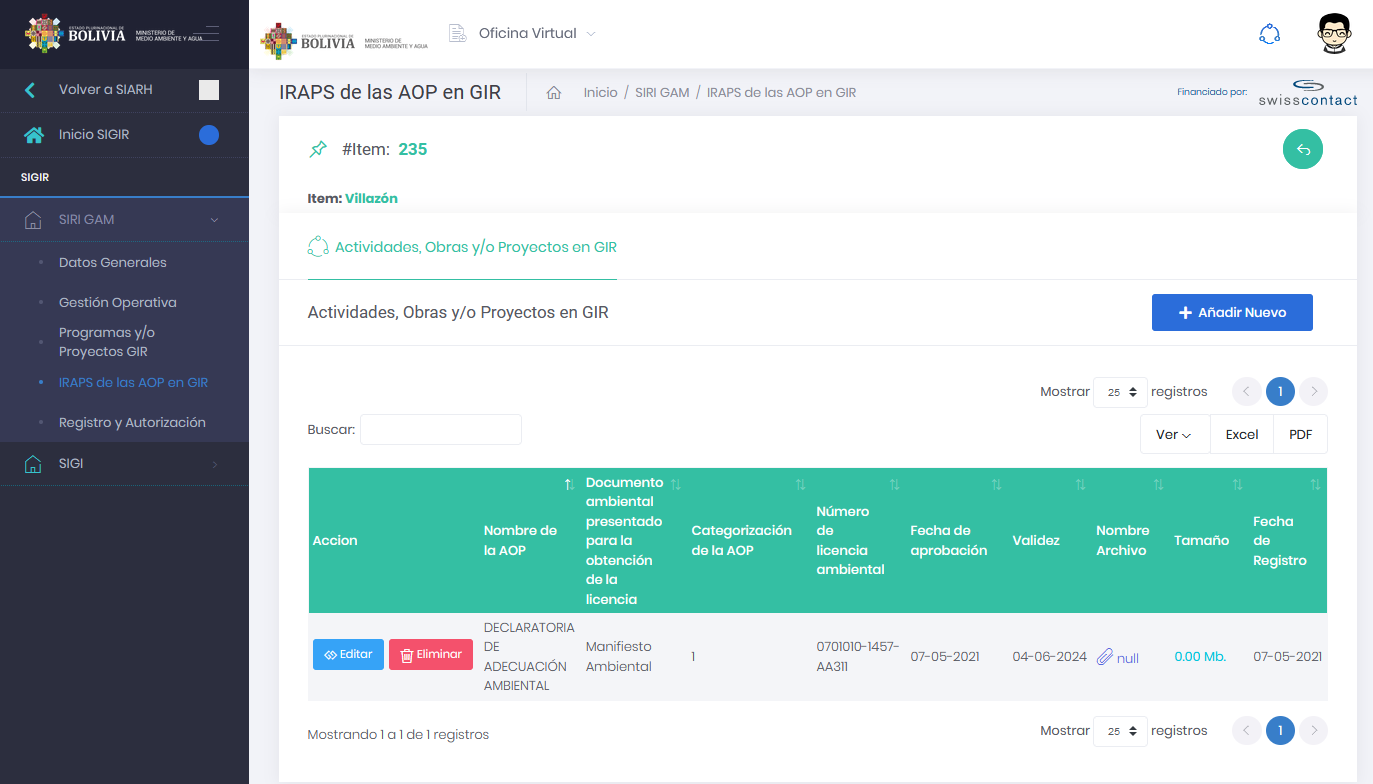 ESTADO PLURINACIONAL DE
BOLIVIA
MINISTERIO DE
MEDIO AMBIENTE Y AGUA
Volver a SIARH
Inicio SIGIR
SIGIR
SIRI GAM
Datos Generales
Gestión Operativa
Programas y/o
Proyectos GIR
IRAPS de las AOP en GIR
Registro y Autorización
SIGI
ESTADO PLURINACIONAL DE
BOLIVIA
MINISTERIO DE
MEDIO AMBIENTE Y AGUA
Oficina Virtual
IRAPS de las AOP en GIR
Inicio / SIRI GAM / IRAPS de las AOP en GIR
Financiado por:
swisscontact
#Item: 235
Item: Villazón
Actividades, Obras y/o Proyectos en GIR
Actividades, Obras y/o Proyectos en GIR
Añadir Nuevo
Mostrar 25 registros
1
Buscar:
Ver
Excel
PDF
Accion
Nombre de
la AOP
Documento
ambiental
presentado
para la
obtención
de la
licencia
Categorización
de la AOP
Número
de
licencia
ambiental
Fecha de
aprobación
Validez
Nombre
Archivo
Tamaño
Fecha
de
Registro
Editar
Eliminar
DECLARATORIA
DE
ADECUACIÓN
AMBIENTAL
Manifiesto
Ambiental
1
0701010-1457-
AA311
07-05-2021
04-06-2024
null
0.00 Mb.
07-05-2021
Mostrando 1 a 1 de 1 registros
Mostrar 25 registros
1